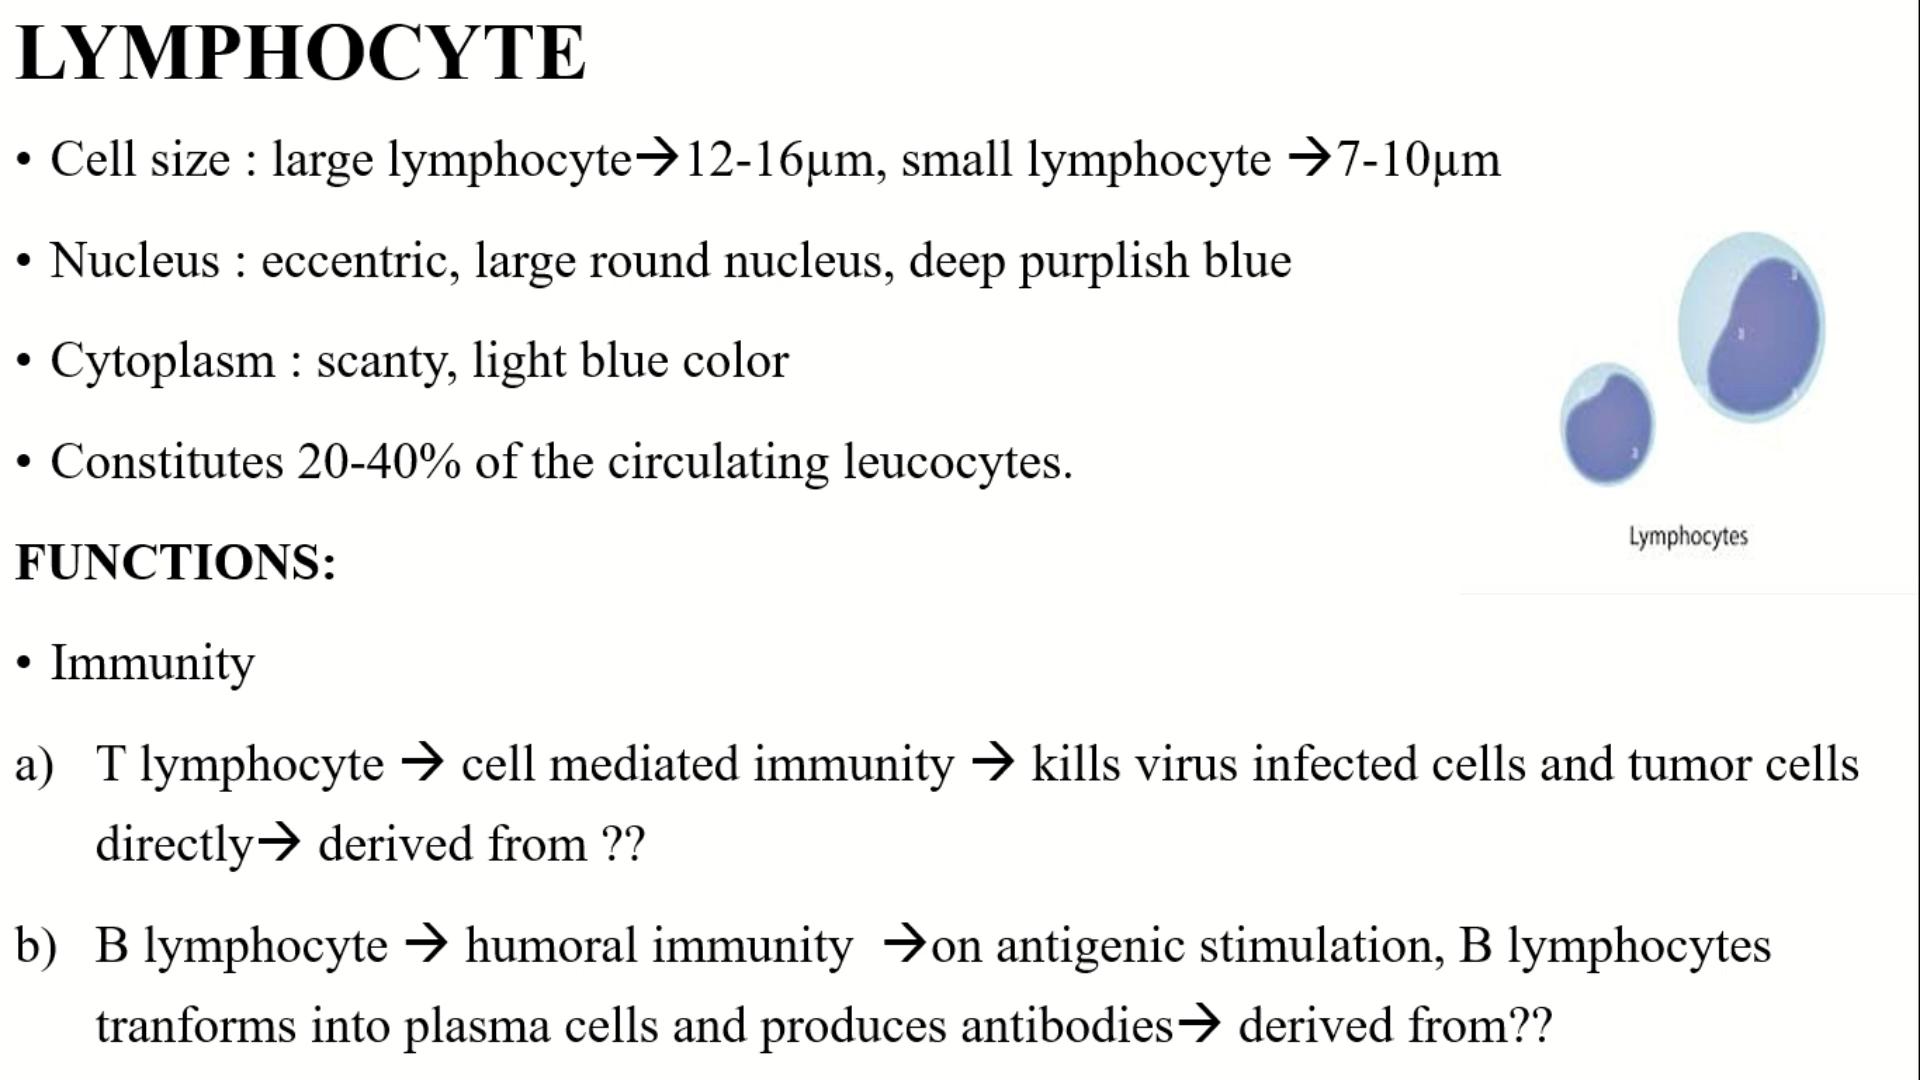 LYMPHOCYTE
• Cell size : large lymphocyte→12-16µm, small lymphocyte →7-10µm
• Nucleus : eccentric, large round nucleus, deep purplish blue
• Cytoplasm : scanty, light blue color
• Constitutes 20-40% of the circulating leucocytes.
Lymphocytes
FUNCTIONS:
• Immunity
a) T lymphocyte → cell mediated immunity → kills virus infected cells and tumor cells
directly→ derived from ??
b) B lymphocyte → humoral immunity →on antigenic stimulation, B lymphocytes
tranforms into plasma cells and produces antibodies→ derived from??